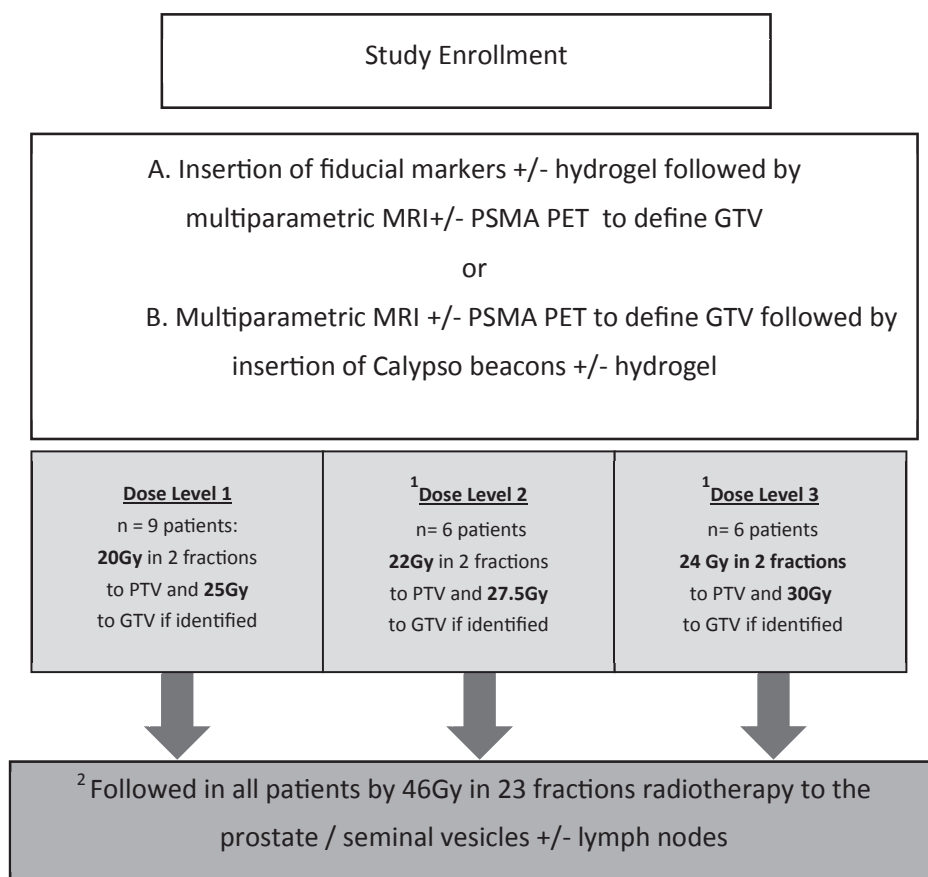 Study Enrollment
A. Insertion of fiducial markers +/- hydrogel followed by
multiparametric MRI+/- PSMA PET to define GTV
or
B. Multiparametric MRI +/- PSMA PET to define GTV followed by
insertion of Calypso beacons +/- hydrogel
Dose Level 1
n = 9 patients:
20Gy in 2 fractions
to PTV and 25Gy
to GTV if identified
1Dose Level 2
n= 6 patients
22Gy in 2 fractions
to PTV and 27.5Gy
to GTV if identified
1Dose Level 3
n= 6 patients
24 Gy in 2 fractions
to PTV and 30Gy
to GTV if identified
2 Followed in all patients by 46Gy in 23 fractions radiotherapy to the
prostate / seminal vesicles +/- lymph nodes